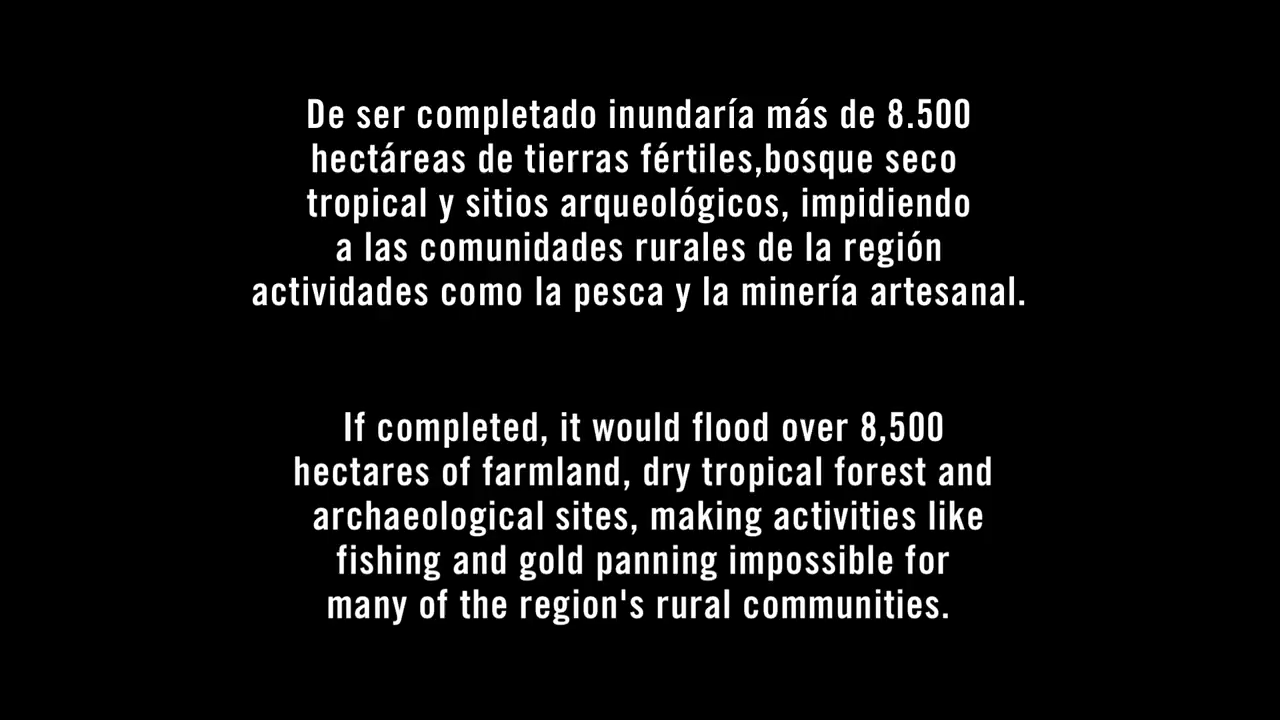 De ser completado inundaría más de 8.500
hectáreas de tierras fértiles,bosque seco
tropical y sitios arqueológicos, impidiendo
a las comunidades rurales de la región
actividades como la pesca y la minería artesanal.
If completed, it would flood over 8,500
hectares of farmland, dry tropical forest and
archaeological sites, making activities like
fishing and gold panning impossible for
many of the region's rural communities.